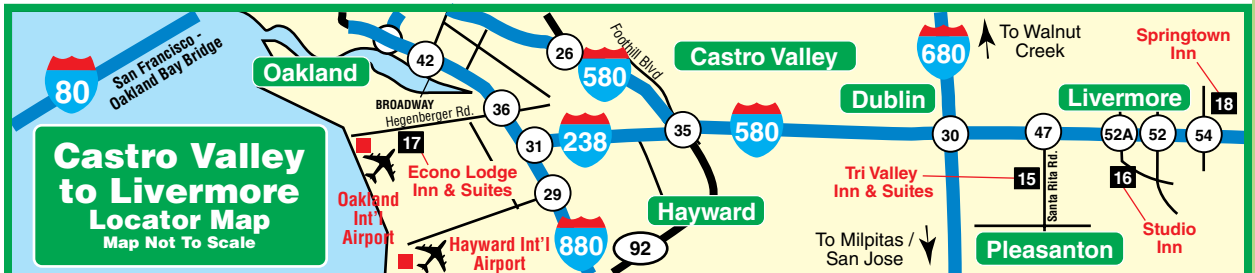 80
San Francisco -
Oakland Bay Bridge
Oakland
42
26
580
Foothill Blvd
Castro Valley
680
To Walnut
Creek
Springtown
Inn
18
BROADWAY
Hegenberger Rd.
36
Dublin
Livermore
17
31
238
35
580
30
47
52A
52
54
Castro Valley
to Livermore
Locator Map
Map Not To Scale
Econo Lodge
Inn & Suites
Tri Valley
Inn & Suites
15
Santa Rita Rd.
16
Oakland
Int'l
Airport
29
Hayward
Studio
Inn
Hayward Int'l
Airport
880
92
To Milpitas /
San Jose
Pleasanton